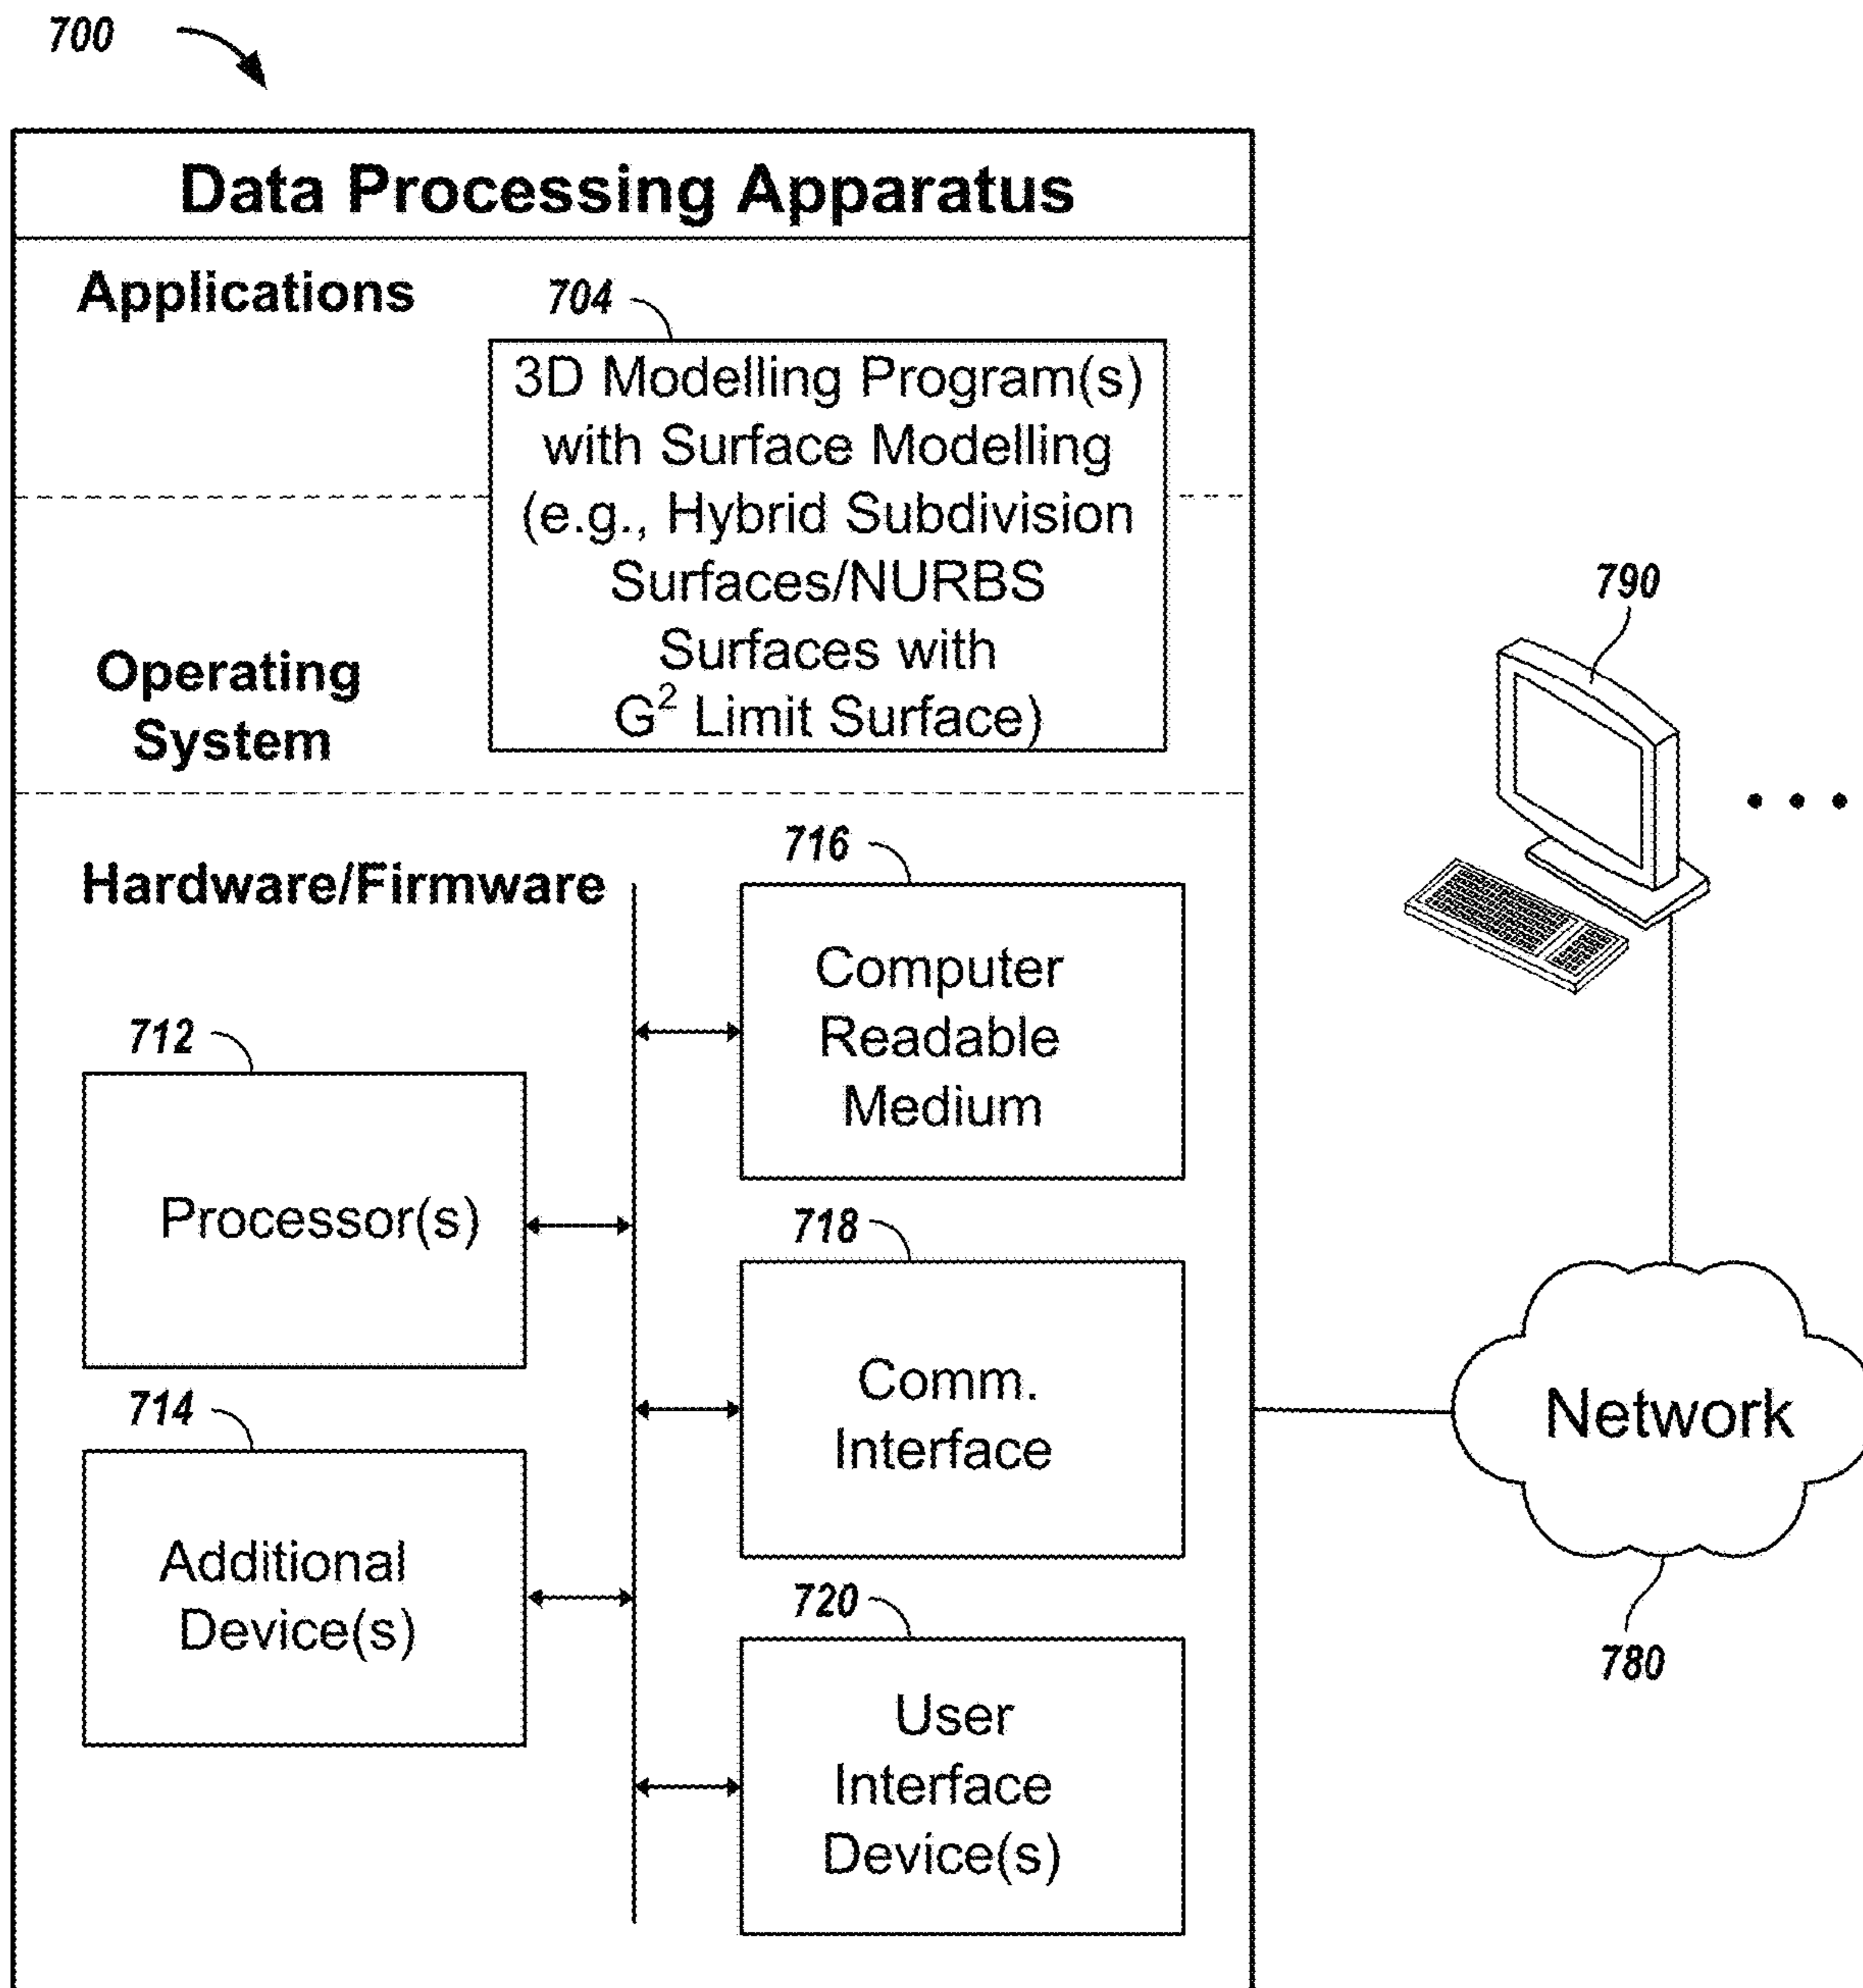 700
Data Processing Apparatus
Applications
704
3D Modelling Program(s)
with Surface Modelling
(e.g., Hybrid Subdivision
Surfaces/NURBS
Surfaces with
G² Limit Surface)
Operating
System
790
Hardware/Firmware
716
Computer
Readable
Medium
712
Processor(s)
718
Comm.
Interface
Network
780
714
Additional
Device(s)
720
User
Interface
Device(s)